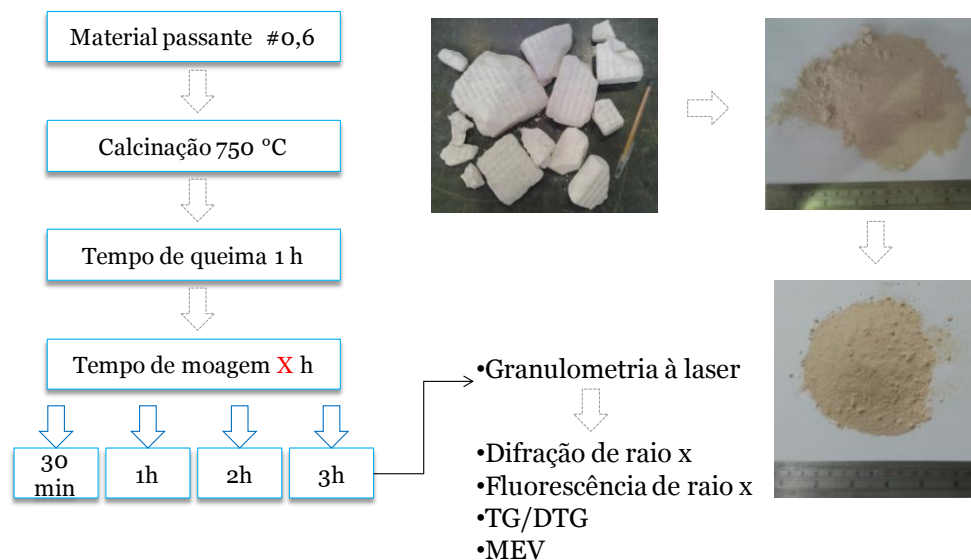 Material passante #0,6
Calcinação 750 °C
Tempo de queima 1 h
Tempo de moagem X h
30
min
1h
2h
3h
•Granulometria à laser
•Difração de raio x
•Fluorescência de raio x
•TG/DTG
•MEV